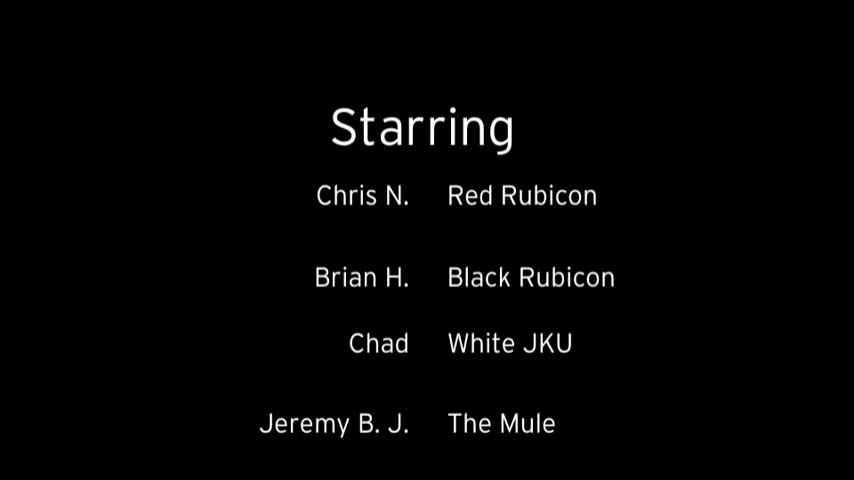 Starring
Chris N. Red Rubicon
Brian H. Black Rubicon
Chad White JKU
Jeremy B. J. The Mule